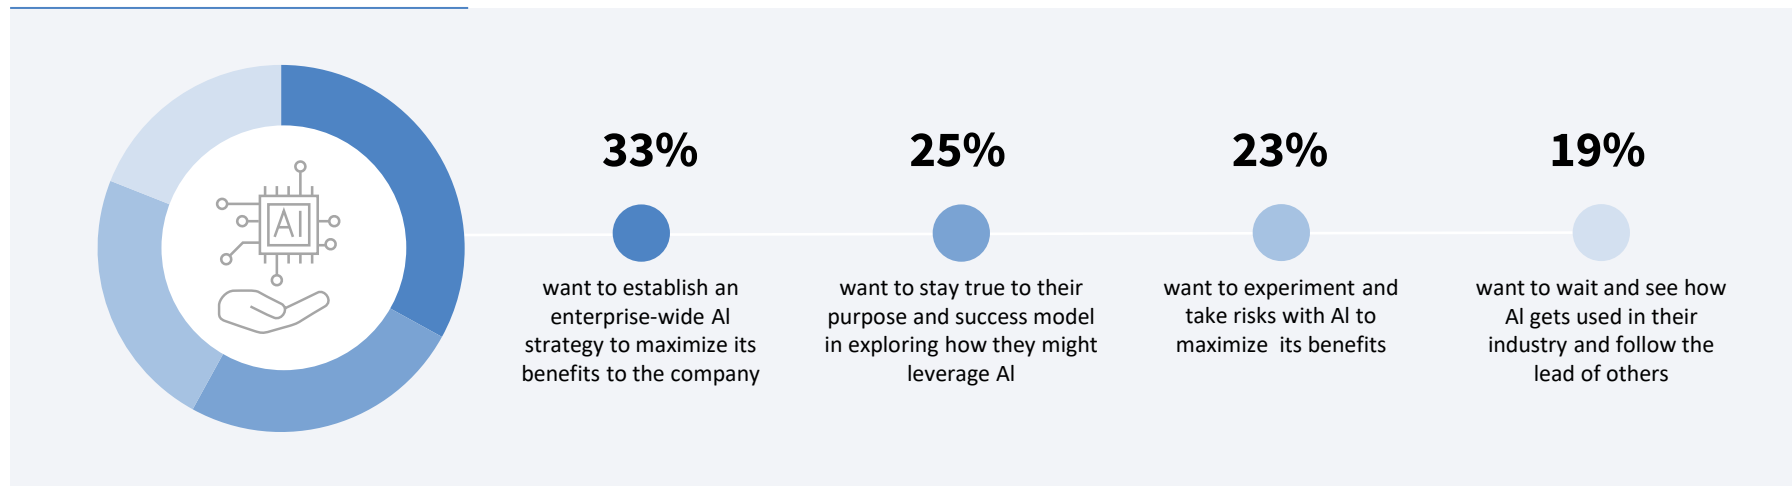 AI
33%
want to establish an
enterprise-wide AI
strategy to maximize its
benefits to the company
25%
want to stay true to their
purpose and success model
in exploring how they might
leverage AI
23%
want to experiment and
take risks with AI to
maximize  its benefits
19%
want to wait and see how
AI gets used in their
industry and follow the
lead of others